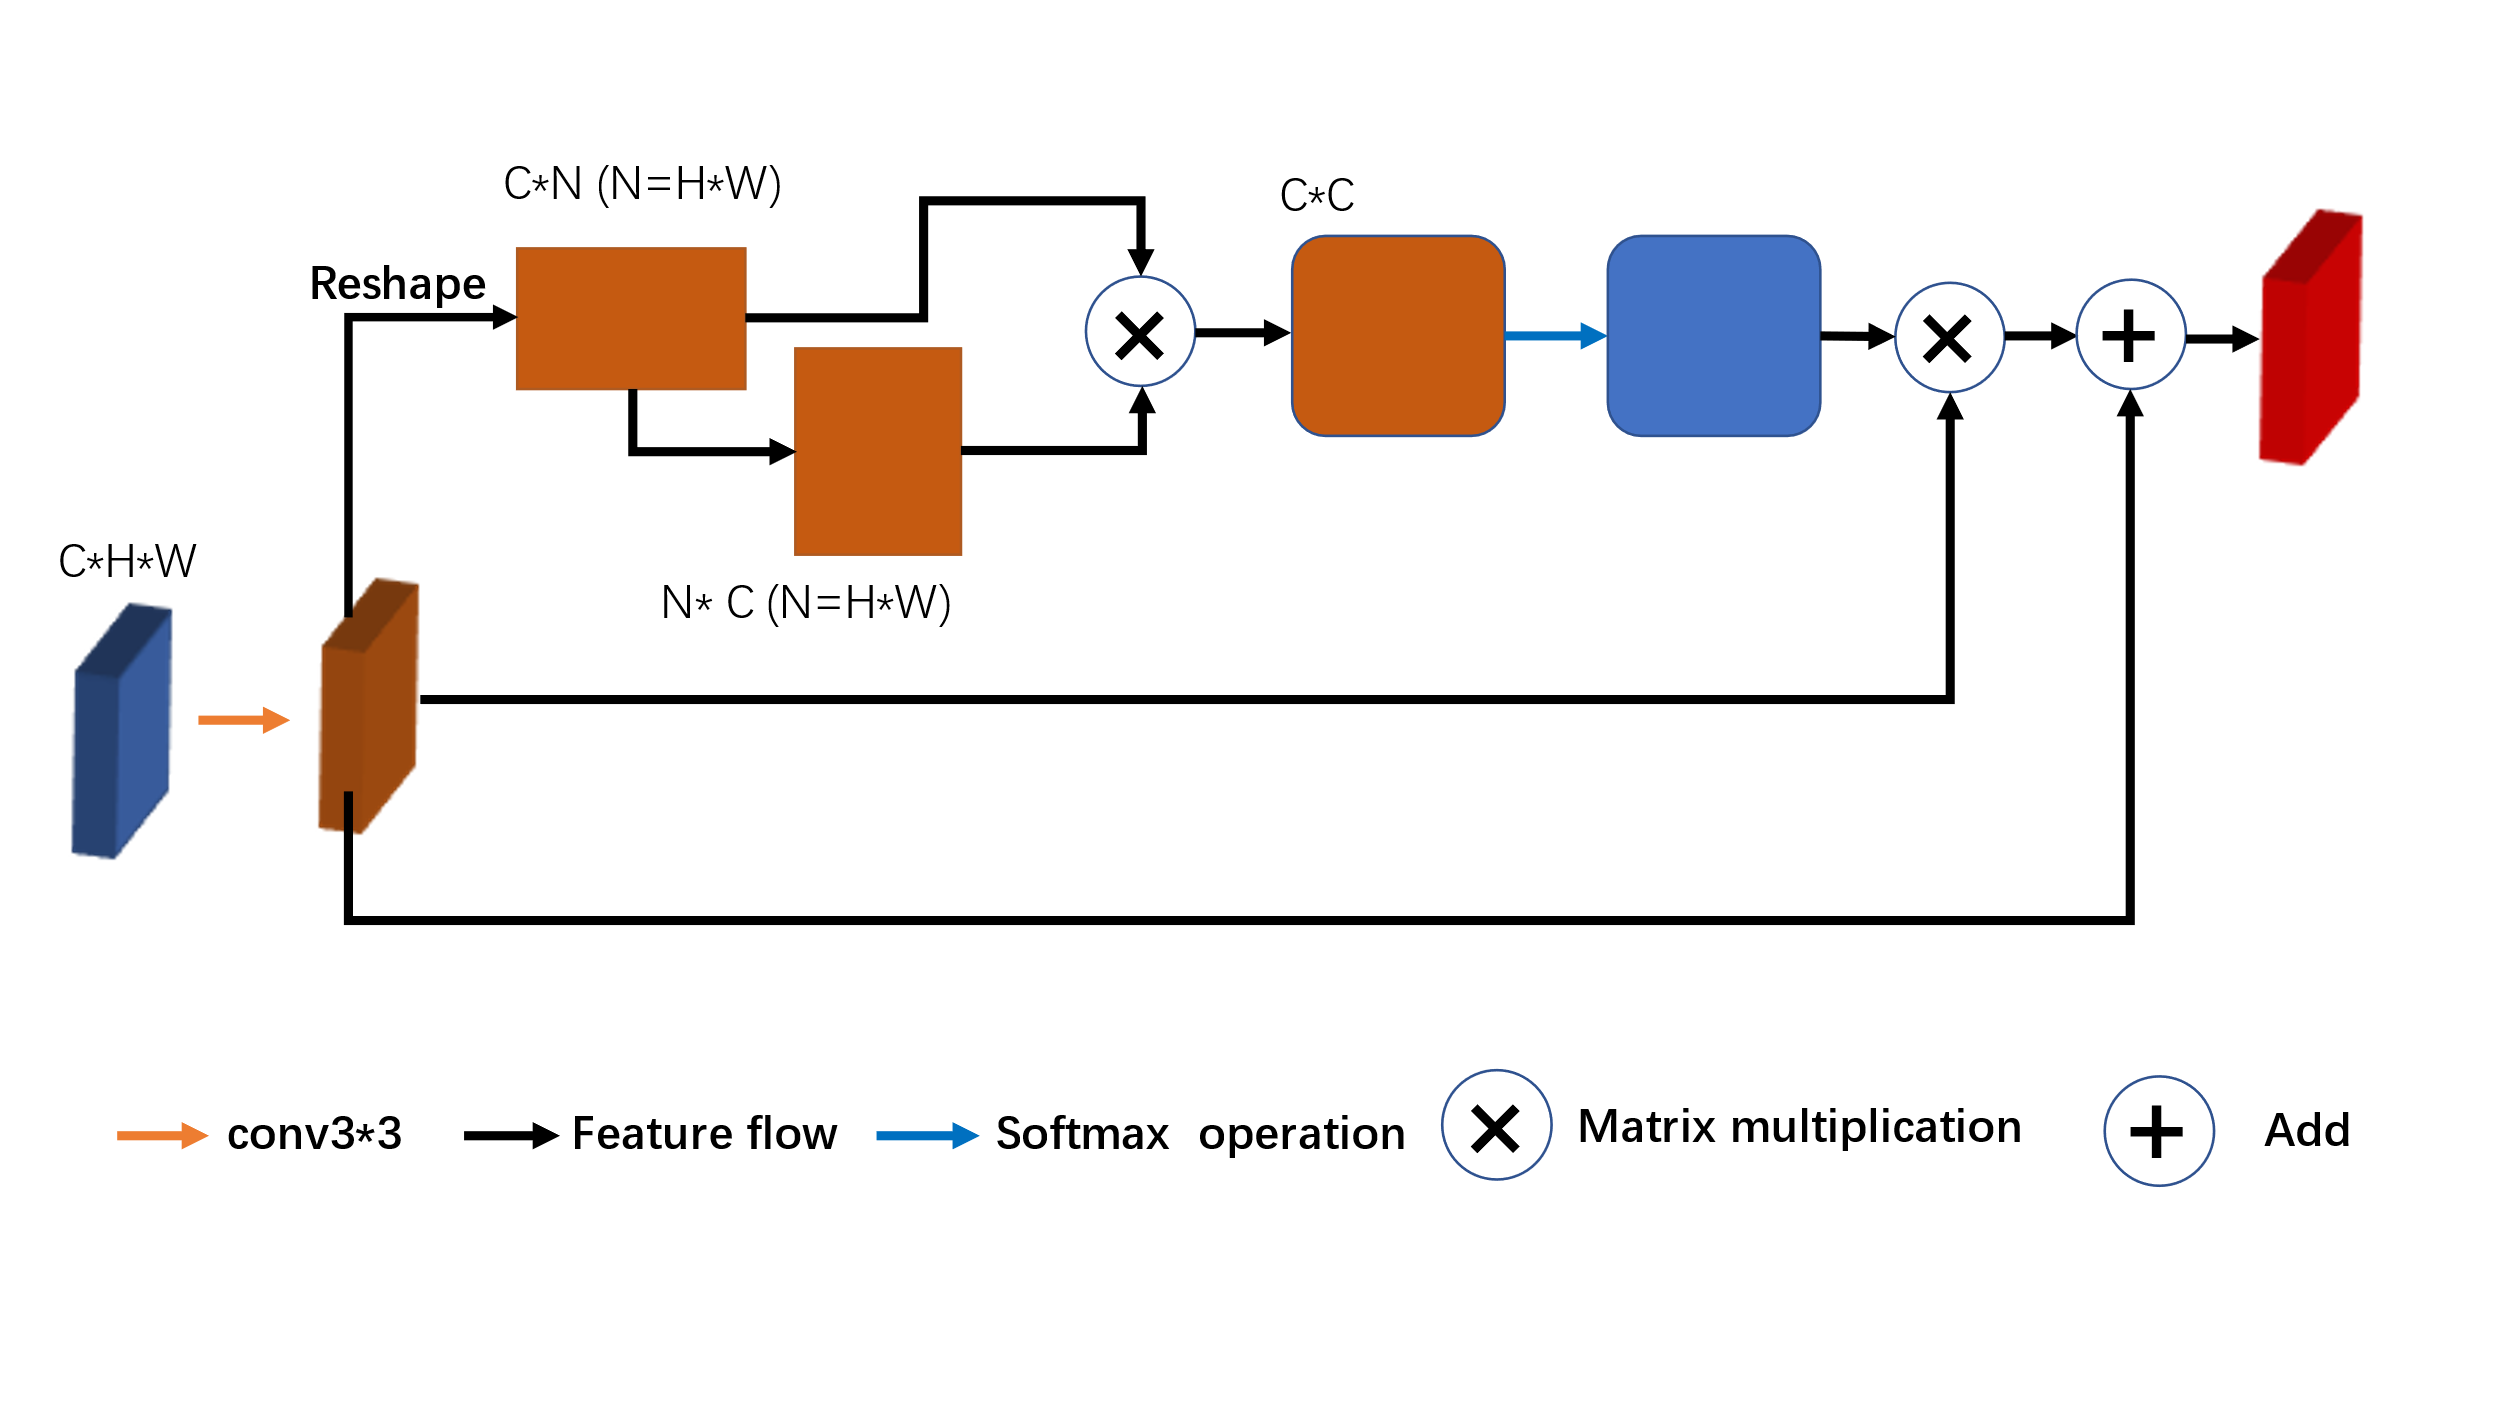 C*N (N=H*W)
C*C
Reshape
C*H*W
N* C (N=H*W)
conv3*3
Feature flow
Softmax operation
Matrix multiplication
Add